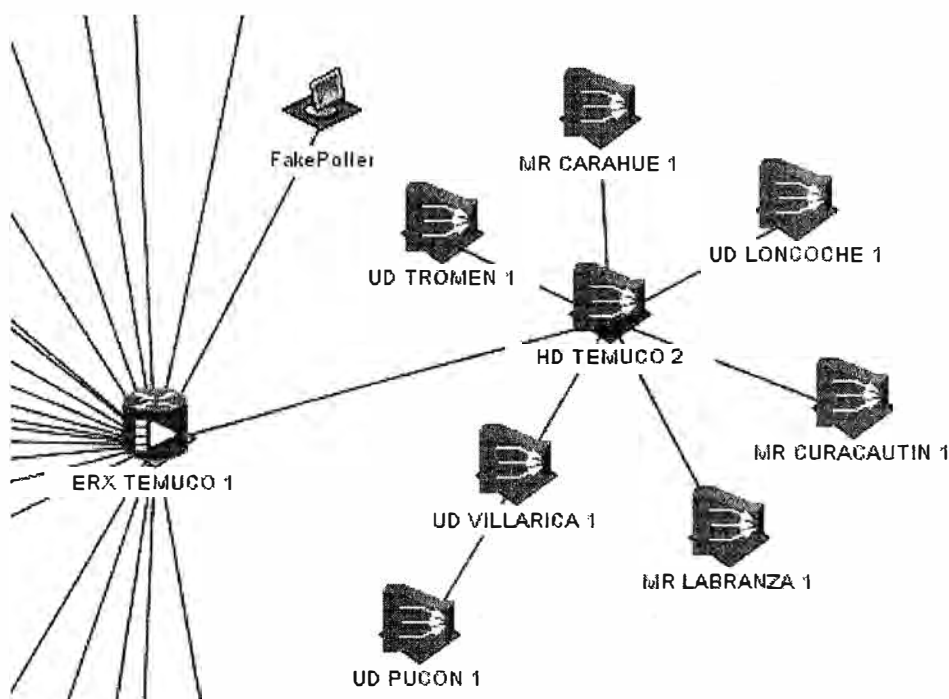 FakePoller
MR CARAHUE 1
UD TROMEN 1
UD LONCOCHE 1
HD TEMUCO 2
MR CURACAUTIN 1
ERX TEMUCO 1
UD VILLARICA 1
MR LABRANZA 1
UD PUCON 1